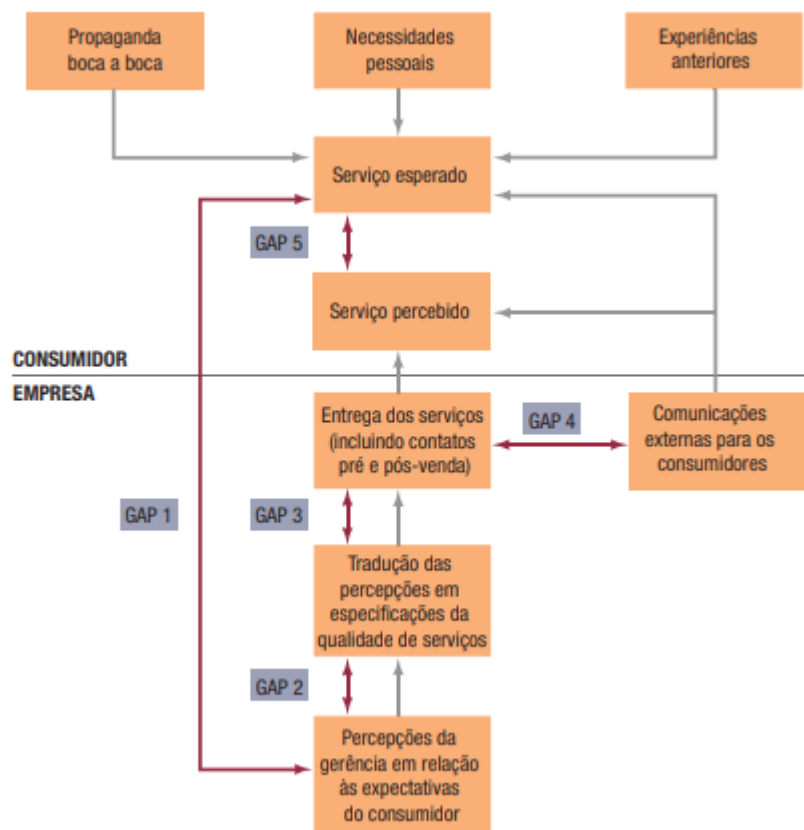 Propaganda
boca a boca
Necessidades
pessoais
Experiências
anteriores
Serviço esperado
GAP 5
Serviço percebido
CONSUMIDOR
EMPRESA
Entrega dos serviços
(incluindo contatos
pré e pós-venda)
GAP 4
Comunicações
externas para os
consumidores
GAP 1
GAP 3
Tradução das
percepções em
especificações da
qualidade de serviços
GAP 2
Percepções da
gerência em relação
às expectativas
do consumidor